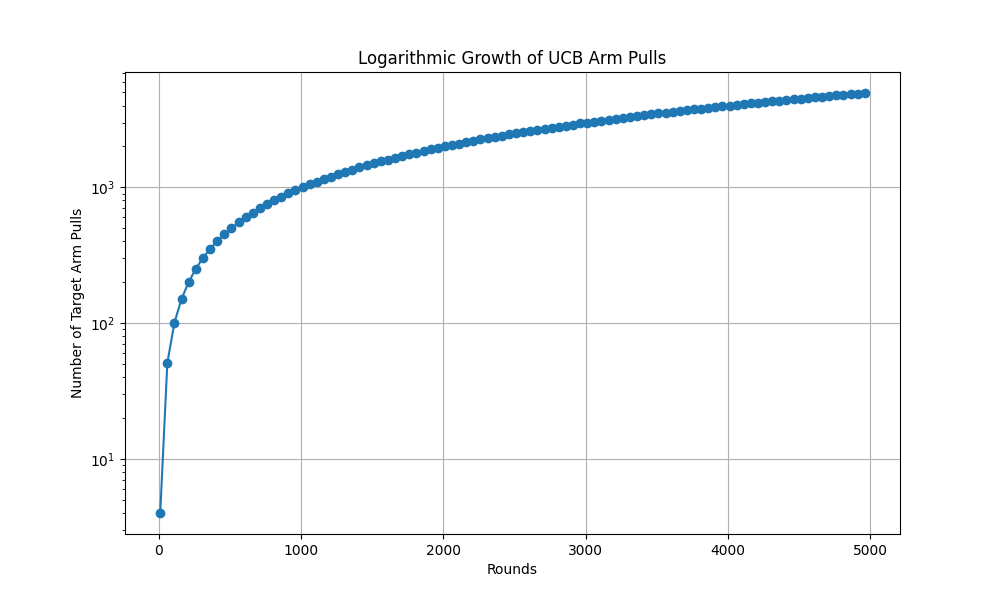 Logarithmic Growth of UCB Arm Pulls
Number of Target Arm Pulls
10³
10²
10¹
0 1000 2000 3000 4000 5000
Rounds